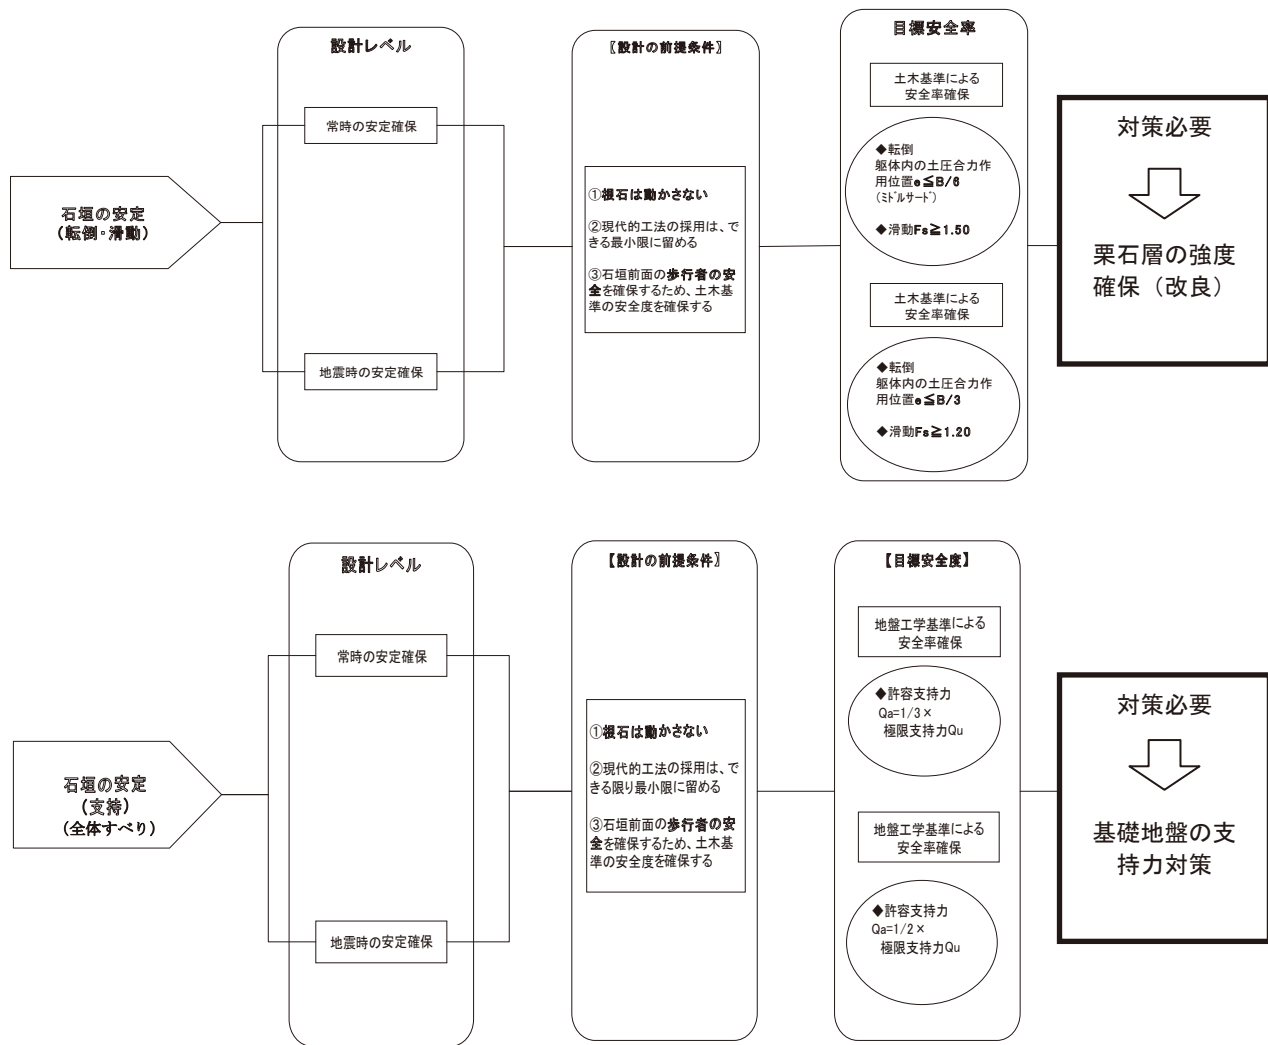 石垣の安定
(転倒・滑動)
設計レベル
常時の安定確保
地震時の安定確保
〖設計の前提条件〗
①根石は動かさない
②現代的工法の採用は、で
きる最小限に留める
③石垣前面の歩行者の安
全を確保するため、土木基
準の安全度を確保する
目標安全率
土木基準による
安全率確保
◆転倒
躯体内の土圧合力作
用位置e≦B/6
(ミドルサード)
◆滑動Fs≧1.50
土木基準による
安全率確保
◆転倒
躯体内の土圧合力作
用位置e≦B/3
◆滑動Fs≧1.20
対策必要
栗石層の強度
確保（改良）
石垣の安定
(支持)
(全体すべり)
設計レベル
常時の安定確保
地震時の安定確保
【設計の前提条件】
①根石は動かさない
②現代的工法の採用は、で
きる限り最小限に留める
③石垣前面の歩行者の安
全を確保するため、土木基
準の安全度を確保する
【目標安全度】
地盤工学基準による
安全率確保
◆許容支持力
Qa=1/3×
極限支持力Qu
地盤工学基準による
安全率確保
◆許容支持力
Qa=1/2×
極限支持力Qu
対策必要
基礎地盤の支
持力対策